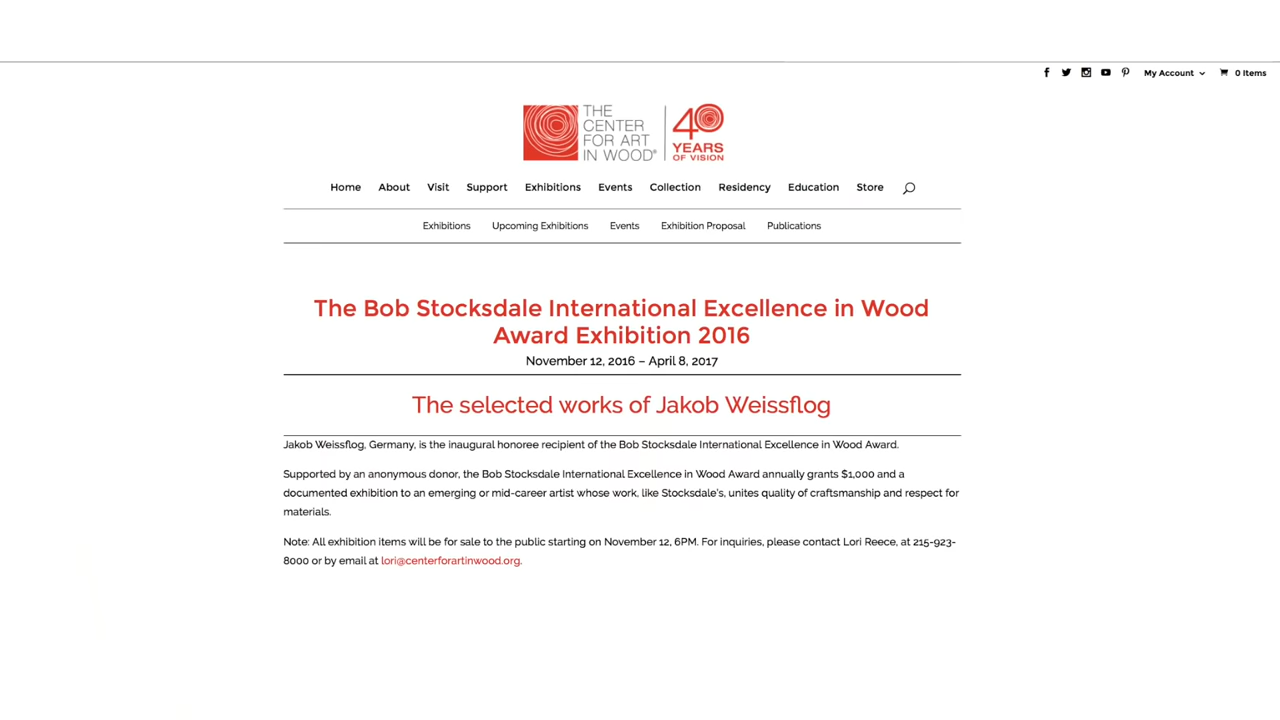 My Account 0 Items
THE
CENTER
FOR ART
IN WOOD®
40
YEARS
OF VISION
Home About Visit Support Exhibitions Events Collection Residency Education Store
Exhibitions Upcoming Exhibitions Events Exhibition Proposal Publications
The Bob Stocksdale International Excellence in Wood
Award Exhibition 2016
November 12, 2016 – April 8, 2017
The selected works of Jakob Weissflog
Jakob Weissflog, Germany, is the inaugural honoree recipient of the Bob Stocksdale International Excellence in Wood Award.
Supported by an anonymous donor, the Bob Stocksdale International Excellence in Wood Award annually grants $1,000 and a
documented exhibition to an emerging or mid-career artist whose work, like Stocksdale's, unites quality of craftsmanship and respect for
materials.
Note: All exhibition items will be for sale to the public starting on November 12, 6PM. For inquiries, please contact Lori Reece, at 215-923-
8000 or by email at lori@centerforartinwood.org.